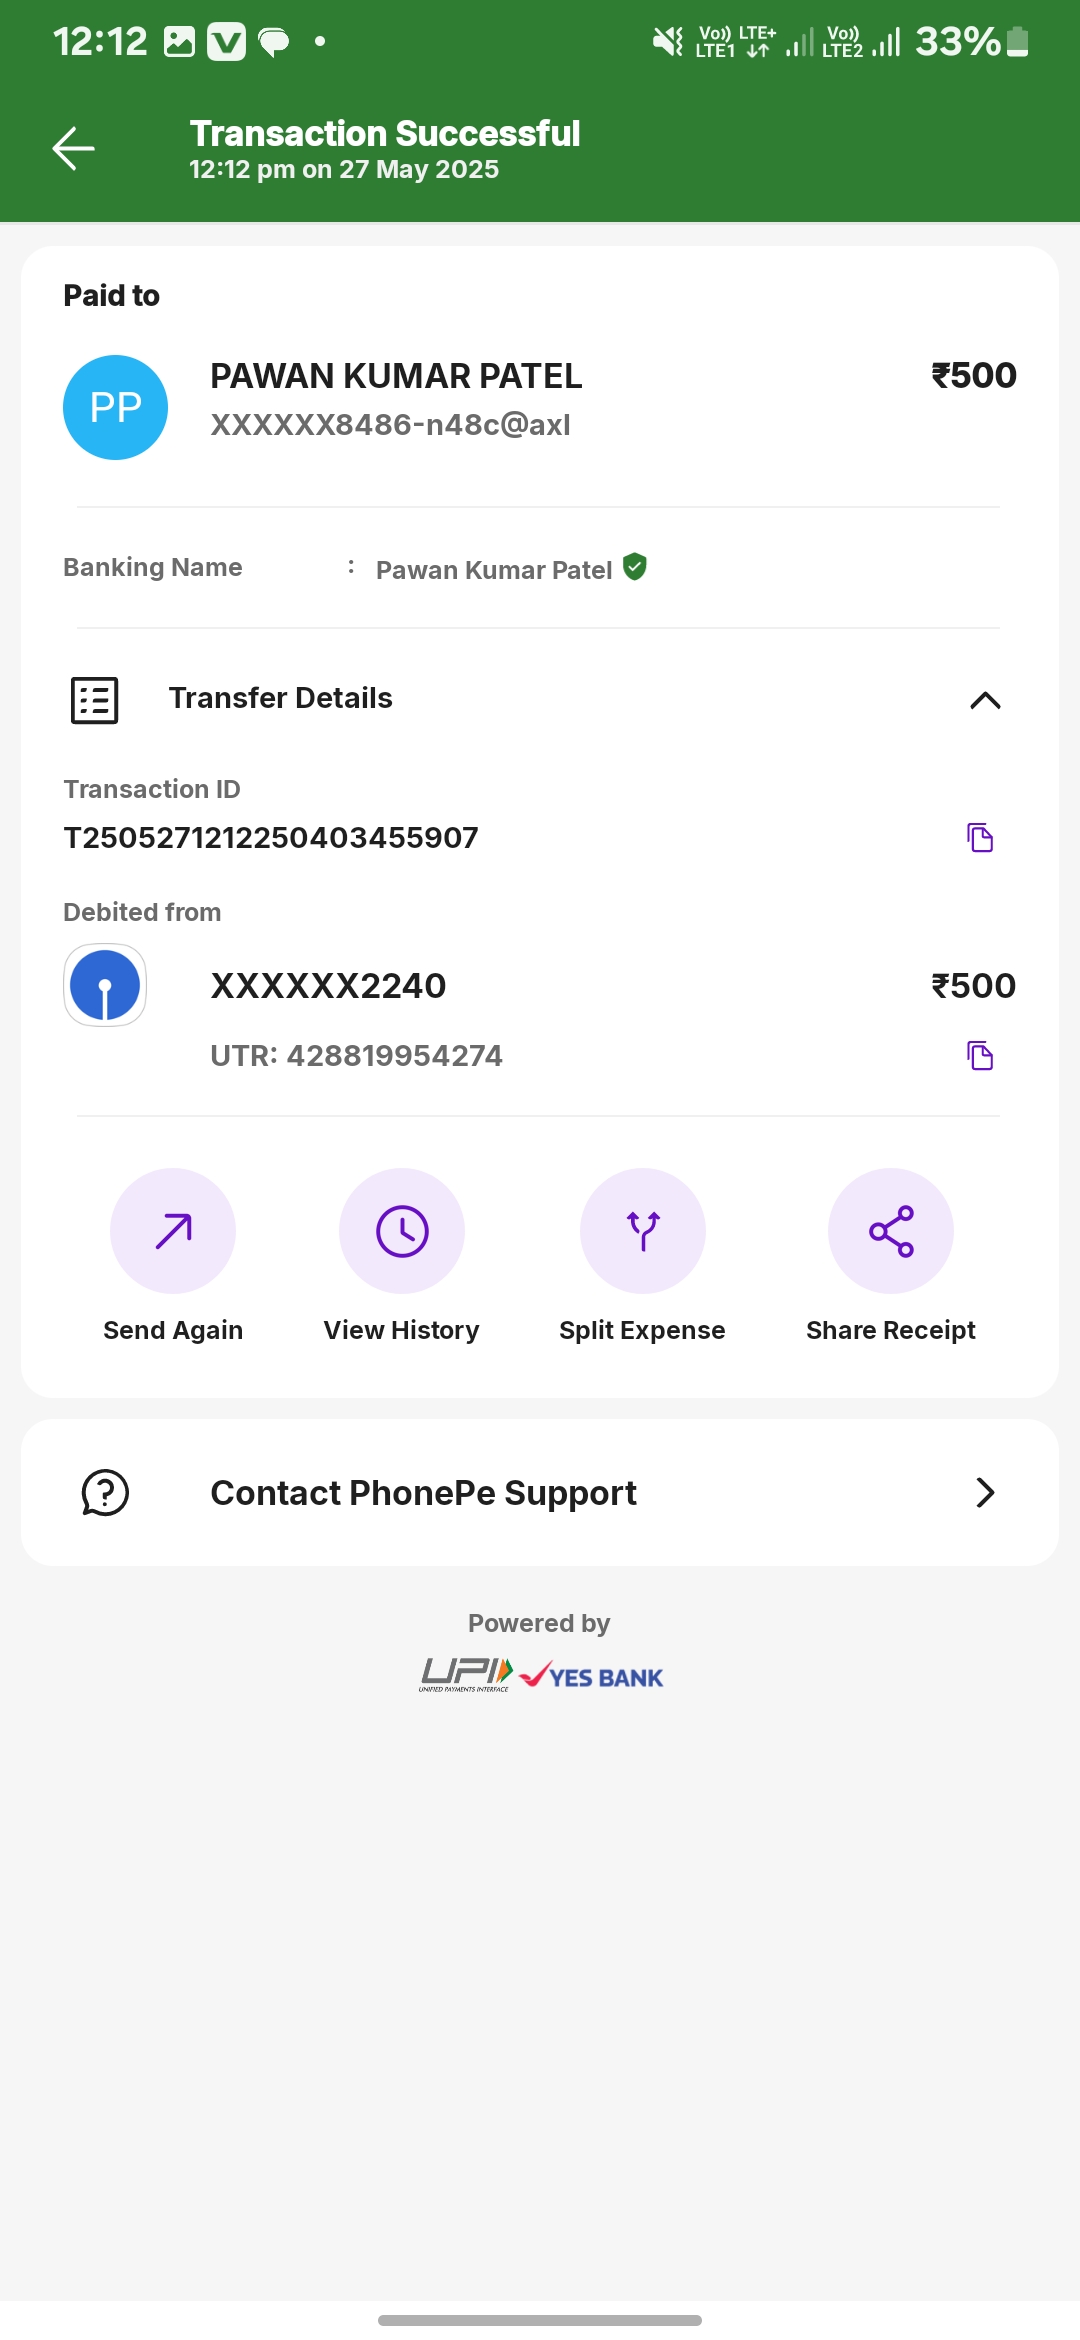 12:12
Vo)) LTE+
LTE1
Vo))
LTE2
33%
Transaction Successful
12:12 pm on 27 May 2025
Paid to
PP
PAWAN KUMAR PATEL
₹500
XXXXXX8486-n48c@axl
Banking Name : Pawan Kumar Patel
Transfer Details
Transaction ID
T2505271212250403455907
Debited from
XXXXXX2240
₹500
UTR: 428819954274
Send Again
View History
Split Expense
Share Receipt
Contact PhonePe Support
Powered by
UPI
UNIFIED PAYMENTS INTERFACE
YES BANK